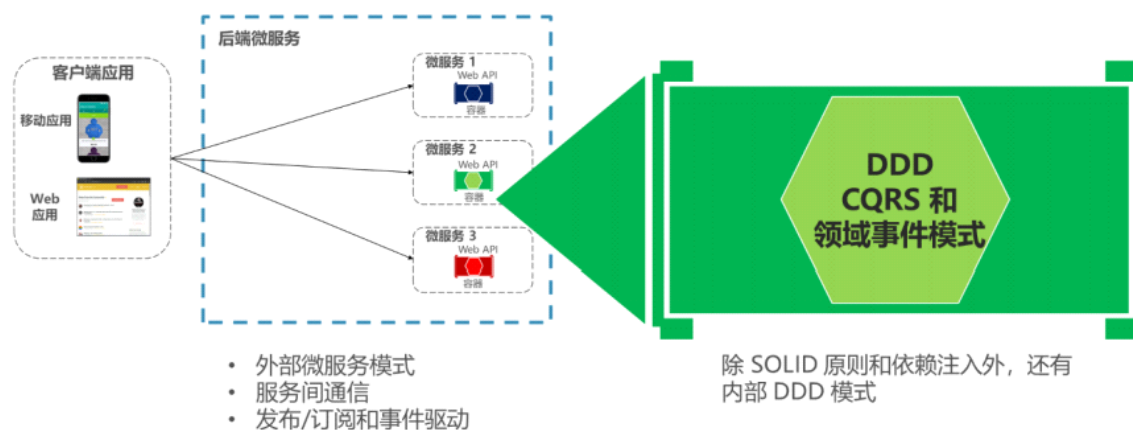 客户端应用
移动应用
Web
应用
后端微服务
微服务 1
Web API
容器
微服务 2
Web API
容器
微服务 3
Web API
容器
• 外部微服务模式
• 服务间通信
• 发布/订阅和事件驱动
DDD
CQRS 和
领域事件模式
除 SOLID 原则和依赖注入外，还有
内部 DDD 模式